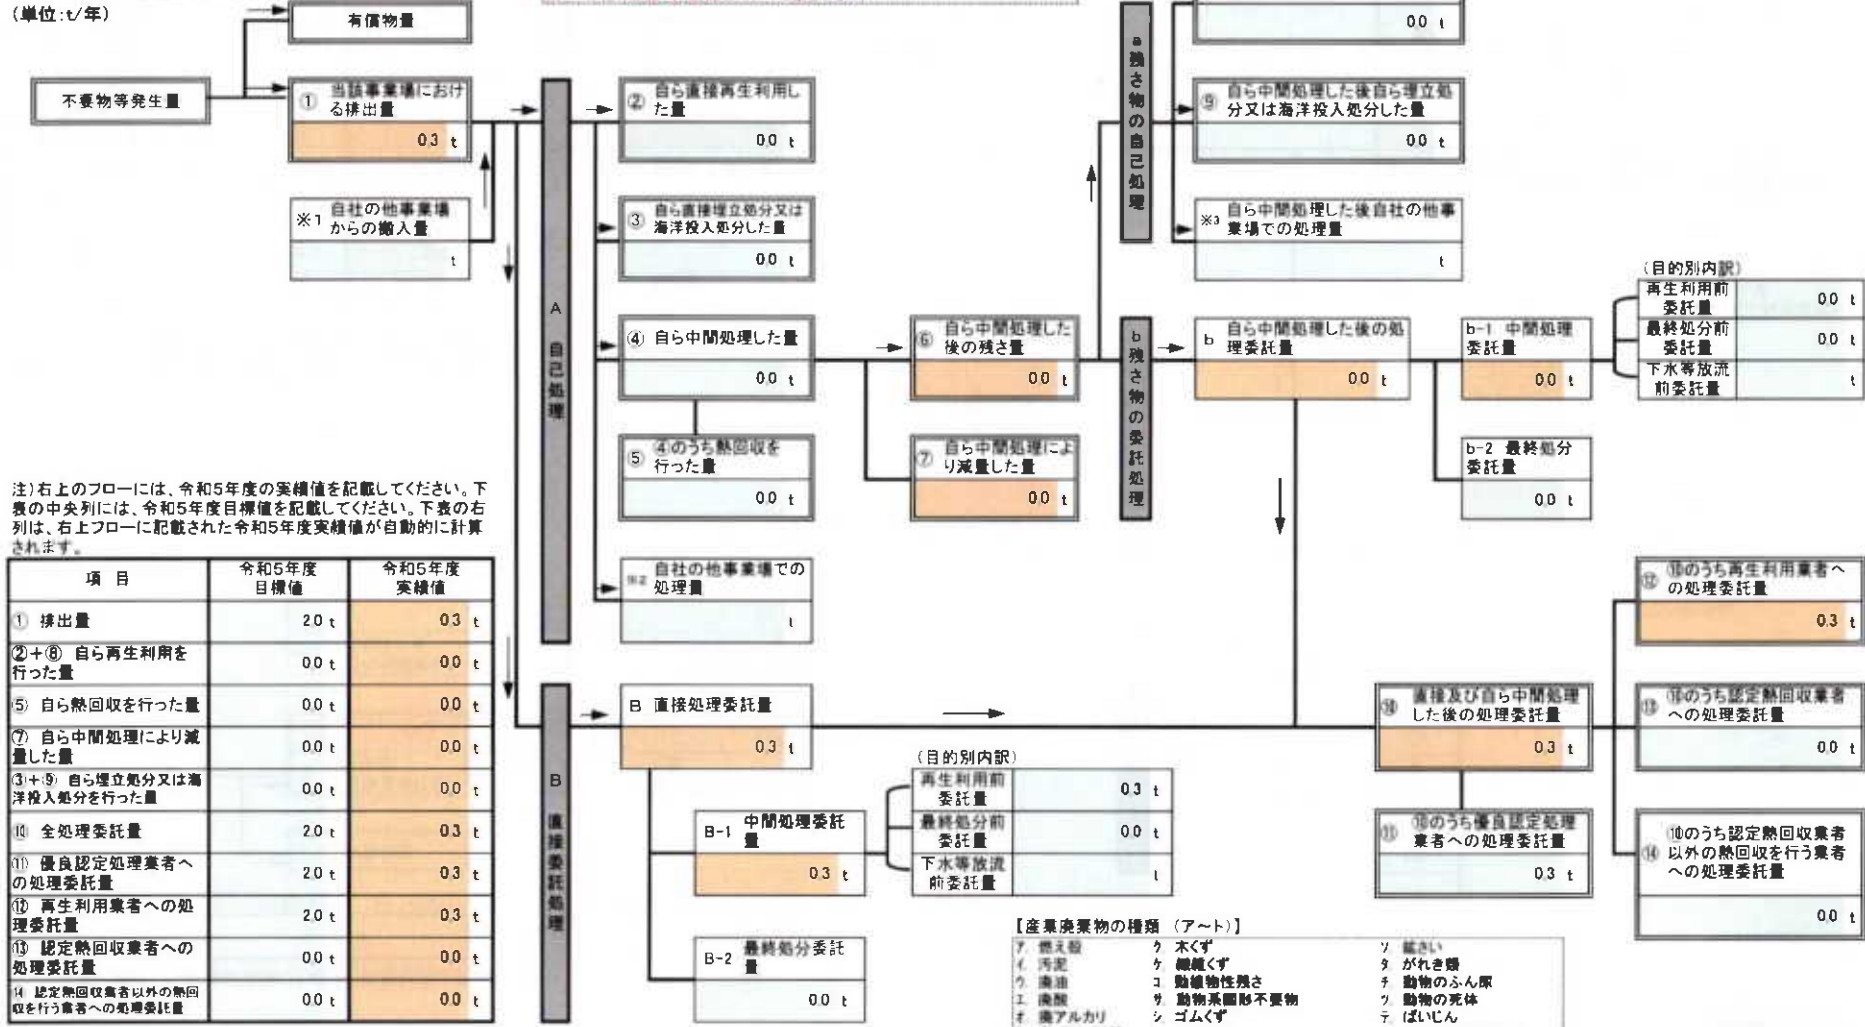 (単位:t/年)
有償物量
不要物等発生量
① 当該事業場におけ
る排出量
0.3 t
※1 自社の他事業場
からの搬入量
t
A 自己処理
② 自ら直接再生利用し
た量
0.0 t
③ 自ら直接埋立処分又は
海洋投入処分した量
0.0 t
④ 自ら中間処理した量
0.0 t
⑤ ④のうち熱回収を
行った量
0.0 t
※2 自社の他事業場での
処理量
t
⑥ 自ら中間処理した
後の残さ量
0.0 t
⑦ 自ら中間処理によ
り減量した量
0.0 t
a 残さ物の自己処理
0.0 t
⑨ 自ら中間処理した後自ら埋立処
分又は海洋投入処分した量
0.0 t
※3 自ら中間処理した後自社の他事
業場での処理量
t
b 残さ物の委託処理
b 自ら中間処理した後の処
理委託量
0.0 t
b-1 中間処理
委託量
0.0 t
b-2 最終処分
委託量
0.0 t
(目的別内訳)
再生利用前
委託量
0.0 t
最終処分前
委託量
0.0 t
下水等放流
前委託量
t
注)右上のフローには、令和5年度の実績値を記載してください。下
表の中央列には、令和5年度目標値を記載してください。下表の右
列は、右上フローに記載された令和5年度実績値が自動的に計算
されます。
項 目 令和5年度 目標値 令和5年度 実績値
① 排出量 2.0 t 0.3 t
②+⑧ 自ら再生利用を
行った量 0.0 t 0.0 t
⑤ 自ら熱回収を行った量 0.0 t 0.0 t
⑦ 自ら中間処理により減
量した量 0.0 t 0.0 t
③+⑨ 自ら埋立処分又は海
洋投入処分を行った量 0.0 t 0.0 t
⑩ 全処理委託量 2.0 t 0.3 t
⑪ 優良認定処理業者へ
の処理委託量 2.0 t 0.3 t
⑫ 再生利用業者への処
理委託量 2.0 t 0.3 t
⑬ 認定熱回収業者への
処理委託量 0.0 t 0.0 t
⑭ 認定熱回収業者以外の熱回
収を行う業者への処理委託量 0.0 t 0.0 t
B 直接委託処理
B 直接処理委託量
0.3 t
B-1 中間処理委託
量
0.3 t
B-2 最終処分委託
量
0.0 t
(目的別内訳)
再生利用前
委託量
0.3 t
最終処分前
委託量
0.0 t
下水等放流
前委託量
t
⑩ 直接及び自ら中間処理
した後の処理委託量
0.3 t
⑪ ⑩のうち優良認定処理
業者への処理委託量
0.3 t
⑫ ⑩のうち再生利用業者へ
の処理委託量
0.3 t
⑬ ⑩のうち認定熱回収業者
への処理委託量
0.0 t
⑭ ⑩のうち認定熱回収業者
以外の熱回収を行う業者
への処理委託量
0.0 t
【産業廃棄物の種類 (ア~ト)】
ア. 燃え殻 ク. 木くず ソ. 鉱さい
イ. 汚泥 ケ. 繊維くず タ. がれき類
ウ. 廃油 コ. 動植物性残さ チ. 動物のふん尿
エ. 廃酸 サ. 動物系固形不要物 ツ. 動物の死体
オ. 廃アルカリ シ. ゴムくず テ. ばいじん